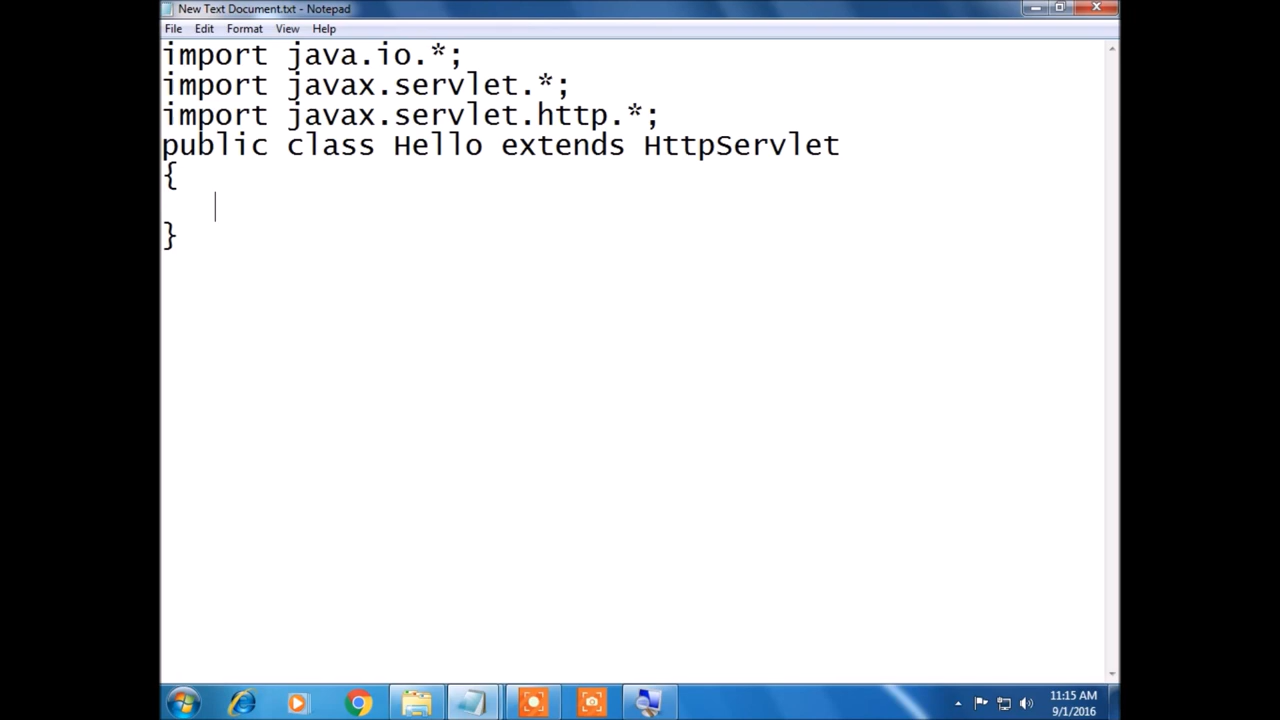 New Text Document.txt - Notepad
File Edit Format View Help
import java.io.*;
import javax.servlet.*;
import javax.servlet.http.*;
public class Hello extends HttpServlet
{
}
11:15 AM
9/1/2016